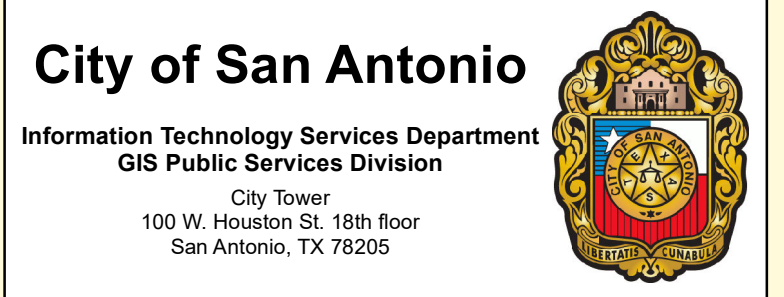 City of San Antonio
Information Technology Services Department
GIS Public Services Division
City Tower
100 W. Houston St. 18th floor
San Antonio, TX 78205
CITY OF SAN ANTONIO
TEXAS
LIBERTATIS CUNABULA